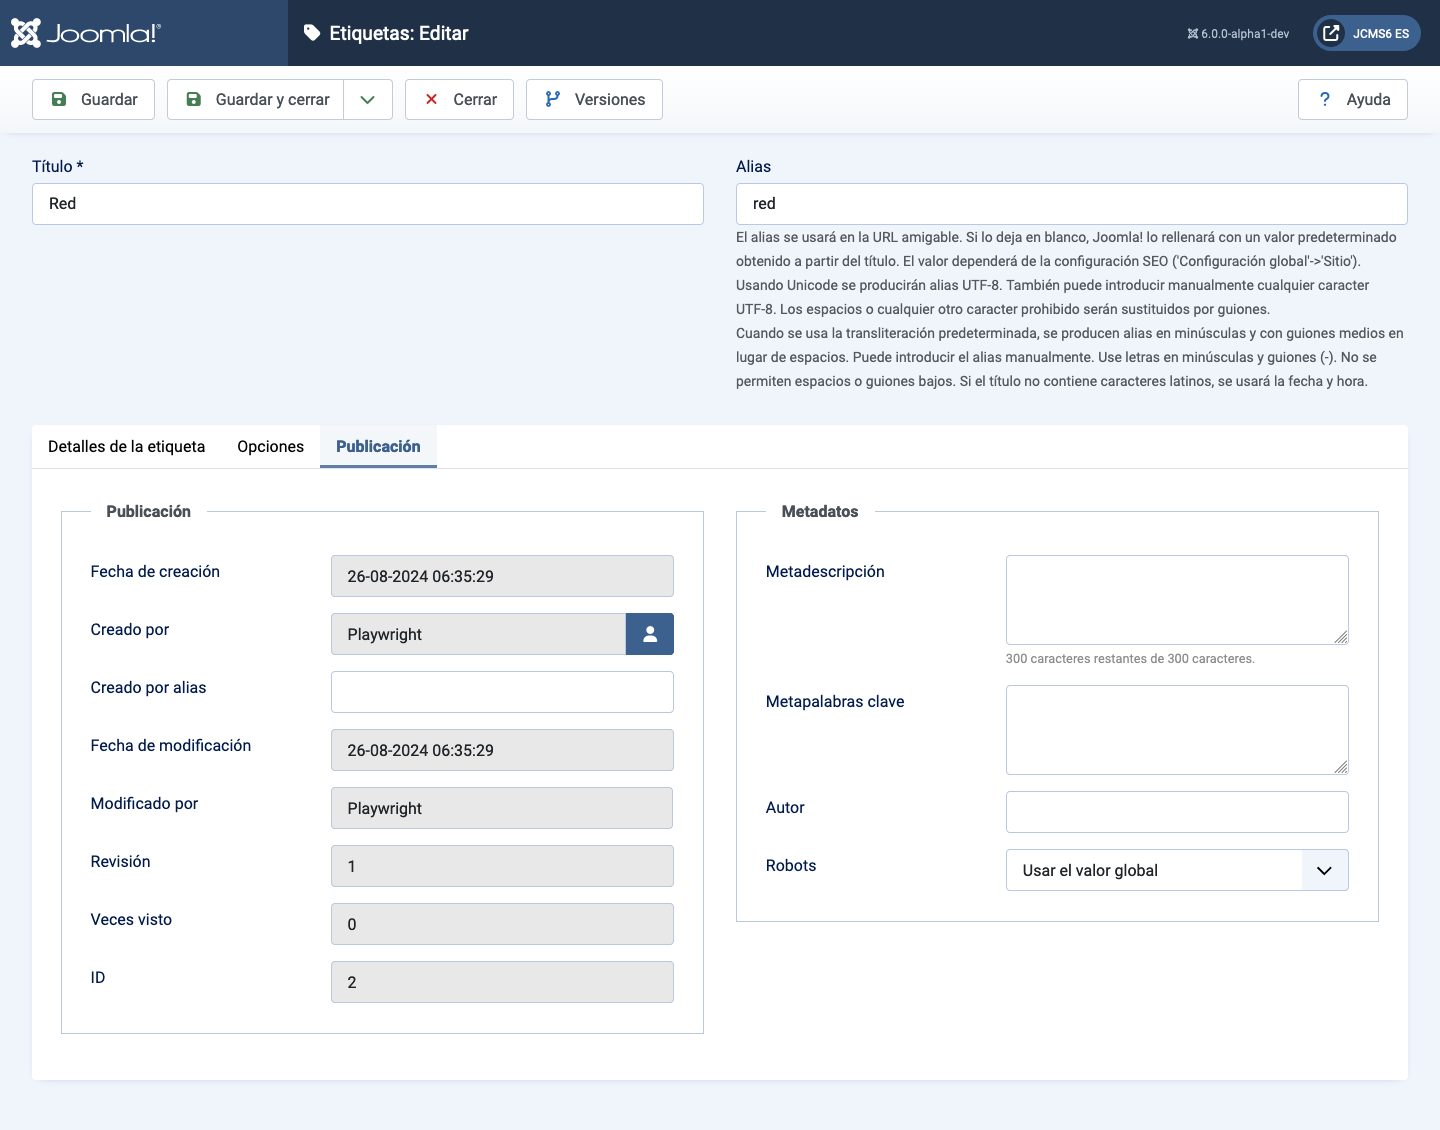 Joomla!®
Etiquetas: Editar
6.0.0-alpha1-dev
JCMS6 ES
Guardar
Guardar y cerrar
Cerrar
Versiones
? Ayuda
Título *
Red
Alias
red
El alias se usará en la URL amigable. Si lo deja en blanco, Joomla! lo rellenará con un valor predeterminado
obtenido a partir del título. El valor dependerá de la configuración SEO ('Configuración global'->'Sitio').
Usando Unicode se producirán alias UTF-8. También puede introducir manualmente cualquier caracter
UTF-8. Los espacios o cualquier otro caracter prohibido serán sustituidos por guiones.
Cuando se usa la transliteración predeterminada, se producen alias en minúsculas y con guiones medios en
lugar de espacios. Puede introducir el alias manualmente. Use letras en minúsculas y guiones (-). No se
permiten espacios o guiones bajos. Si el título no contiene caracteres latinos, se usará la fecha y hora.
Detalles de la etiqueta
Opciones
Publicación
Publicación
Fecha de creación
26-08-2024 06:35:29
Creado por
Playwright
Creado por alias
Fecha de modificación
26-08-2024 06:35:29
Modificado por
Playwright
Revisión
1
Veces visto
0
ID
2
Metadatos
Metadescripción
300 caracteres restantes de 300 caracteres.
Metapalabras clave
Autor
Robots
Usar el valor global